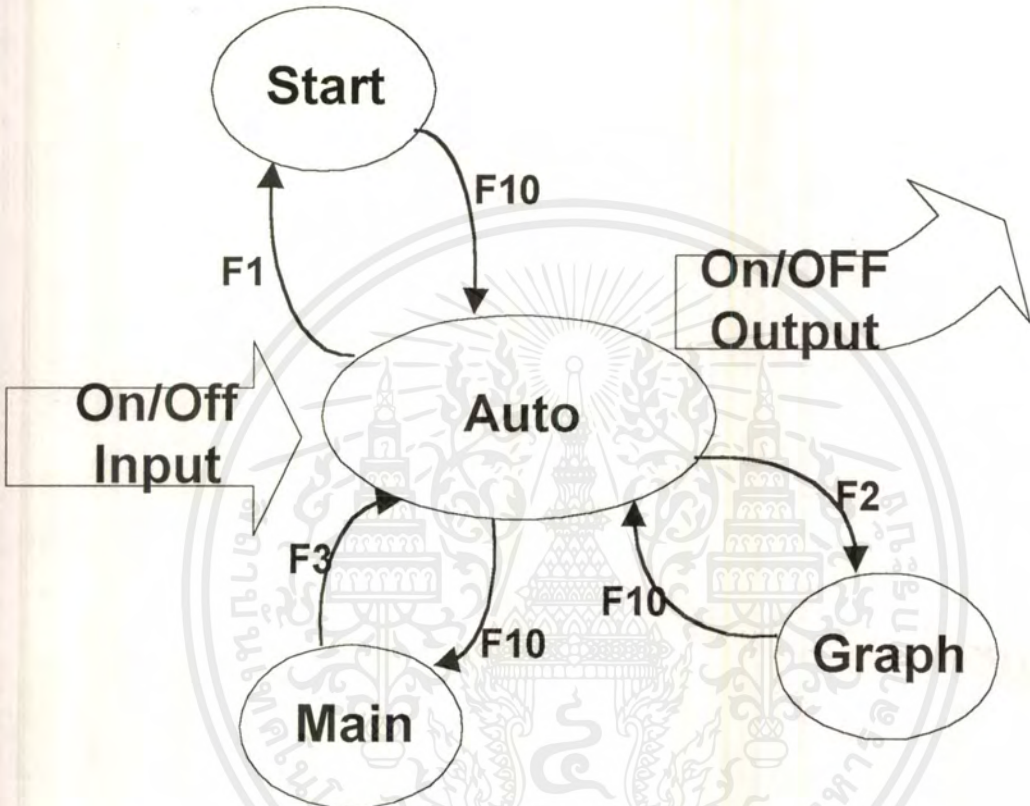 Start
F10
F1
On/OFF
Output
On/Off
Input
Auto
F2
F3
F10
F10
Graph
Main